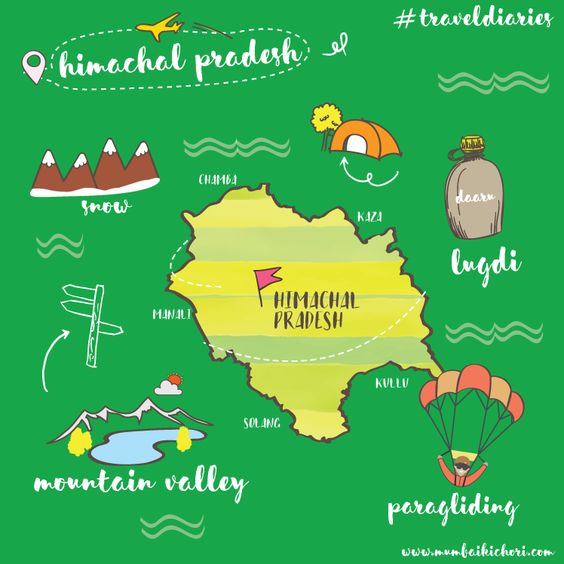 #traveldiaries
himachal pradesh
snow
CHAMBA
KAZA
daaru
lugdi
HIMACHAL
PRADESH
MANALI
KULLU
SOLANG
mountain valley
paragliding
www.mumbaikichori.com